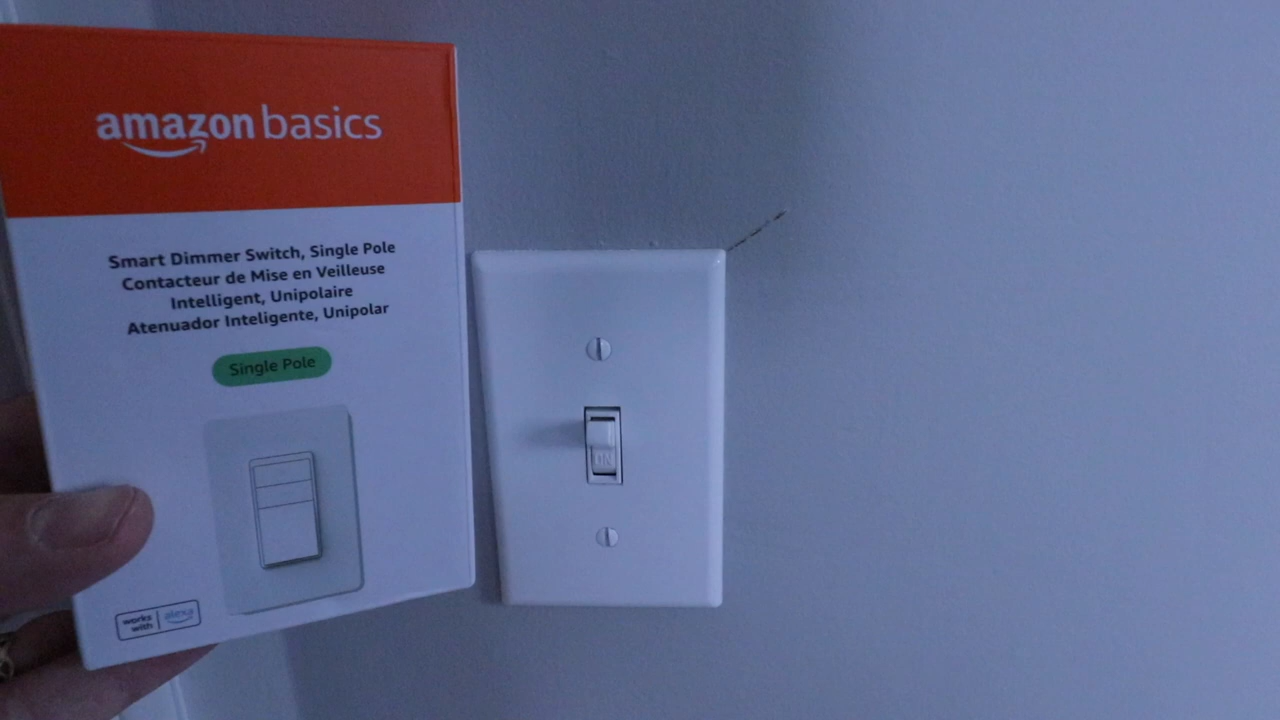 amazon basics
Smart Dimmer Switch, Single Pole
Contacteur de Mise en Veilleuse
Intelligent, Unipolaire
Atenuador Inteligente, Unipolar
Single Pole
works with alexa
ON